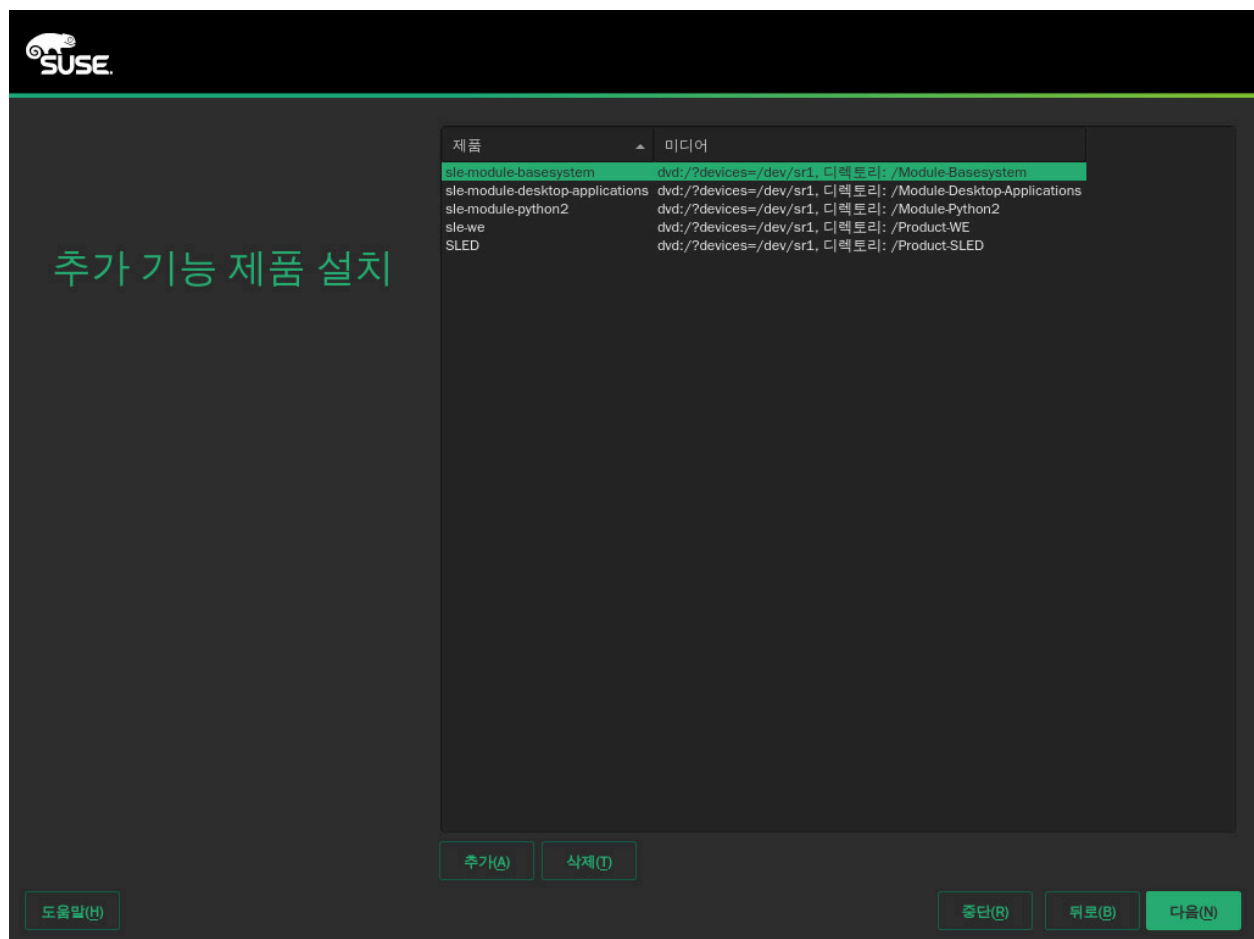 SUSE.
제품 미디어
sle-module-basesystem dvd:/?devices=/dev/sr1, 디렉토리: /Module-Basesystem
sle-module-desktop-applications dvd:/?devices=/dev/sr1, 디렉토리: /Module-Desktop-Applications
sle-module-python2 dvd:/?devices=/dev/sr1, 디렉토리: /Module-Python2
sle-we dvd:/?devices=/dev/sr1, 디렉토리: /Product-WE
SLED dvd:/?devices=/dev/sr1, 디렉토리: /Product-SLED
추가 기능 제품 설치
추가(A) 삭제(T)
도움말(H) 중단(R) 뒤로(B) 다음(N)